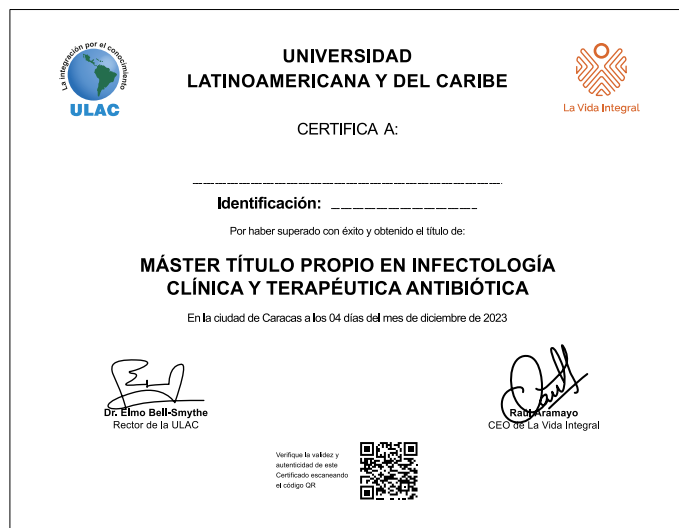 La integración por el conocimiento
ULAC
UNIVERSIDAD
LATINOAMERICANA Y DEL CARIBE
La Vida Integral
CERTIFICA A:
Identificación:
Por haber superado con éxito y obtenido el título de:
MÁSTER TÍTULO PROPIO EN INFECTOLOGÍA
CLÍNICA Y TERAPÉUTICA ANTIBIÓTICA
En la ciudad de Caracas a los 04 días del mes de diciembre de 2023
Dr. Elmo Bell-Smythe
Rector de la ULAC
Raúl Aramayo
CEO de La Vida Integral
Verifique la validez y
autenticidad de este
Certificado escaneando
el código QR